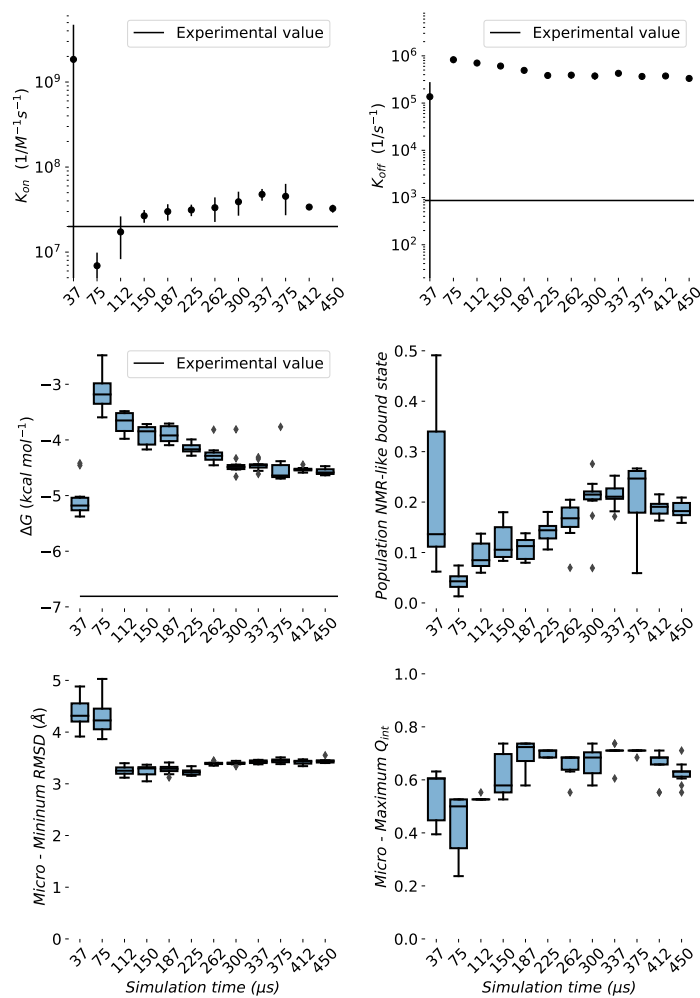 Experimental value
K_on (1/M⁻¹s⁻¹)
10⁹
10⁸
10⁷
37 75 112 150 187 225 262 300 337 375 412 450
Experimental value
K_off (1/s⁻¹)
10⁶
10⁵
10⁴
10³
10²
37 75 112 150 187 225 262 300 337 375 412 450
Experimental value
ΔG (kcal mol⁻¹)
−3
−4
−5
−6
−7
37 75 112 150 187 225 262 300 337 375 412 450
Population NMR-like bound state
0.5
0.4
0.3
0.2
0.1
0.0
37 75 112 150 187 225 262 300 337 375 412 450
Micro - Mininum RMSD (Å)
5
4
3
2
1
0
37 75 112 150 187 225 262 300 337 375 412 450
Simulation time (μs)
Micro - Maximum Q_int
1.0
0.8
0.6
0.4
0.2
0.0
37 75 112 150 187 225 262 300 337 375 412 450
Simulation time (μs)